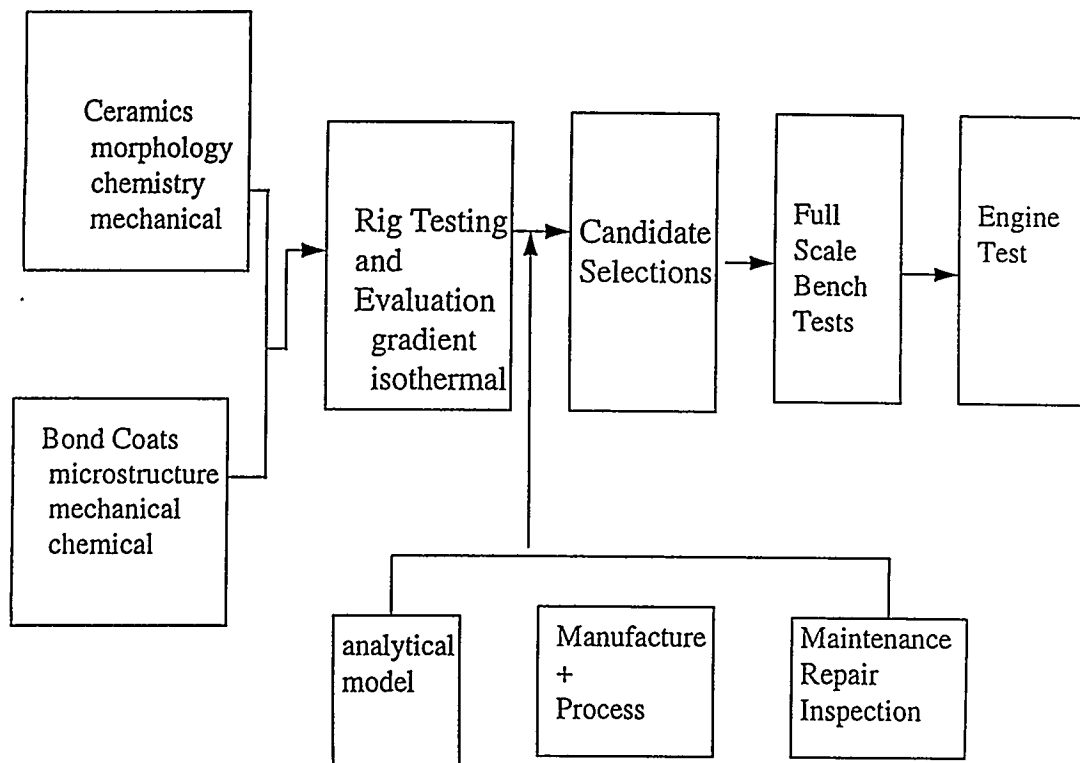 Ceramics
morphology
chemistry
mechanical
Bond Coats
microstructure
mechanical
chemical
Rig Testing
and
Evaluation
gradient
isothermal
Candidate
Selections
Full
Scale
Bench
Tests
Engine
Test
analytical
model
Manufacture
+
Process
Maintenance
Repair
Inspection